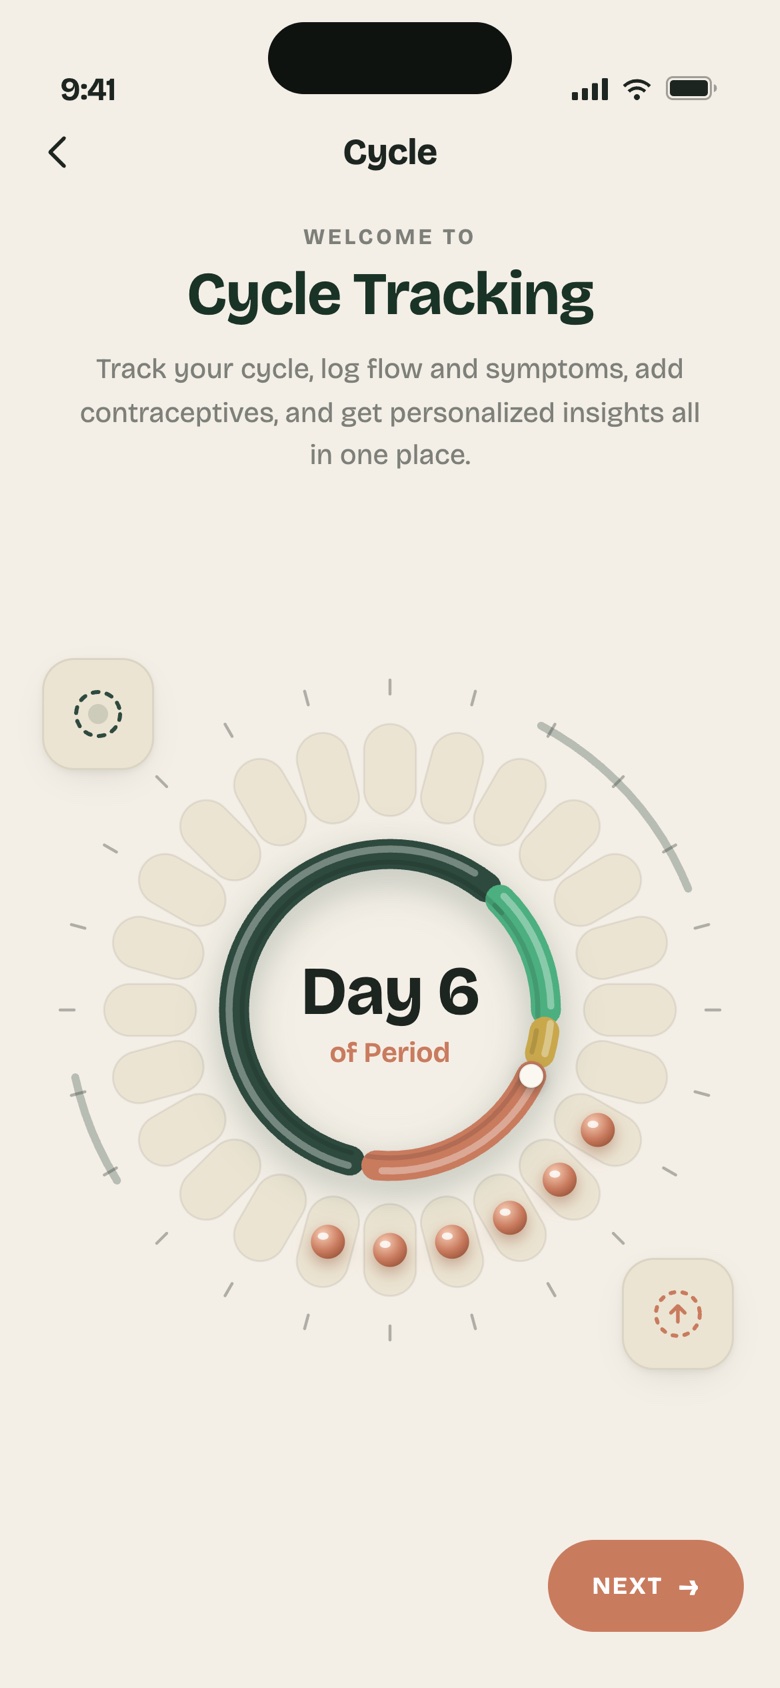 9:41
Cycle
WELCOME TO
Cycle Tracking
Track your cycle, log flow and symptoms, add
contraceptives, and get personalized insights all
in one place.
Day 6
of Period
NEXT →